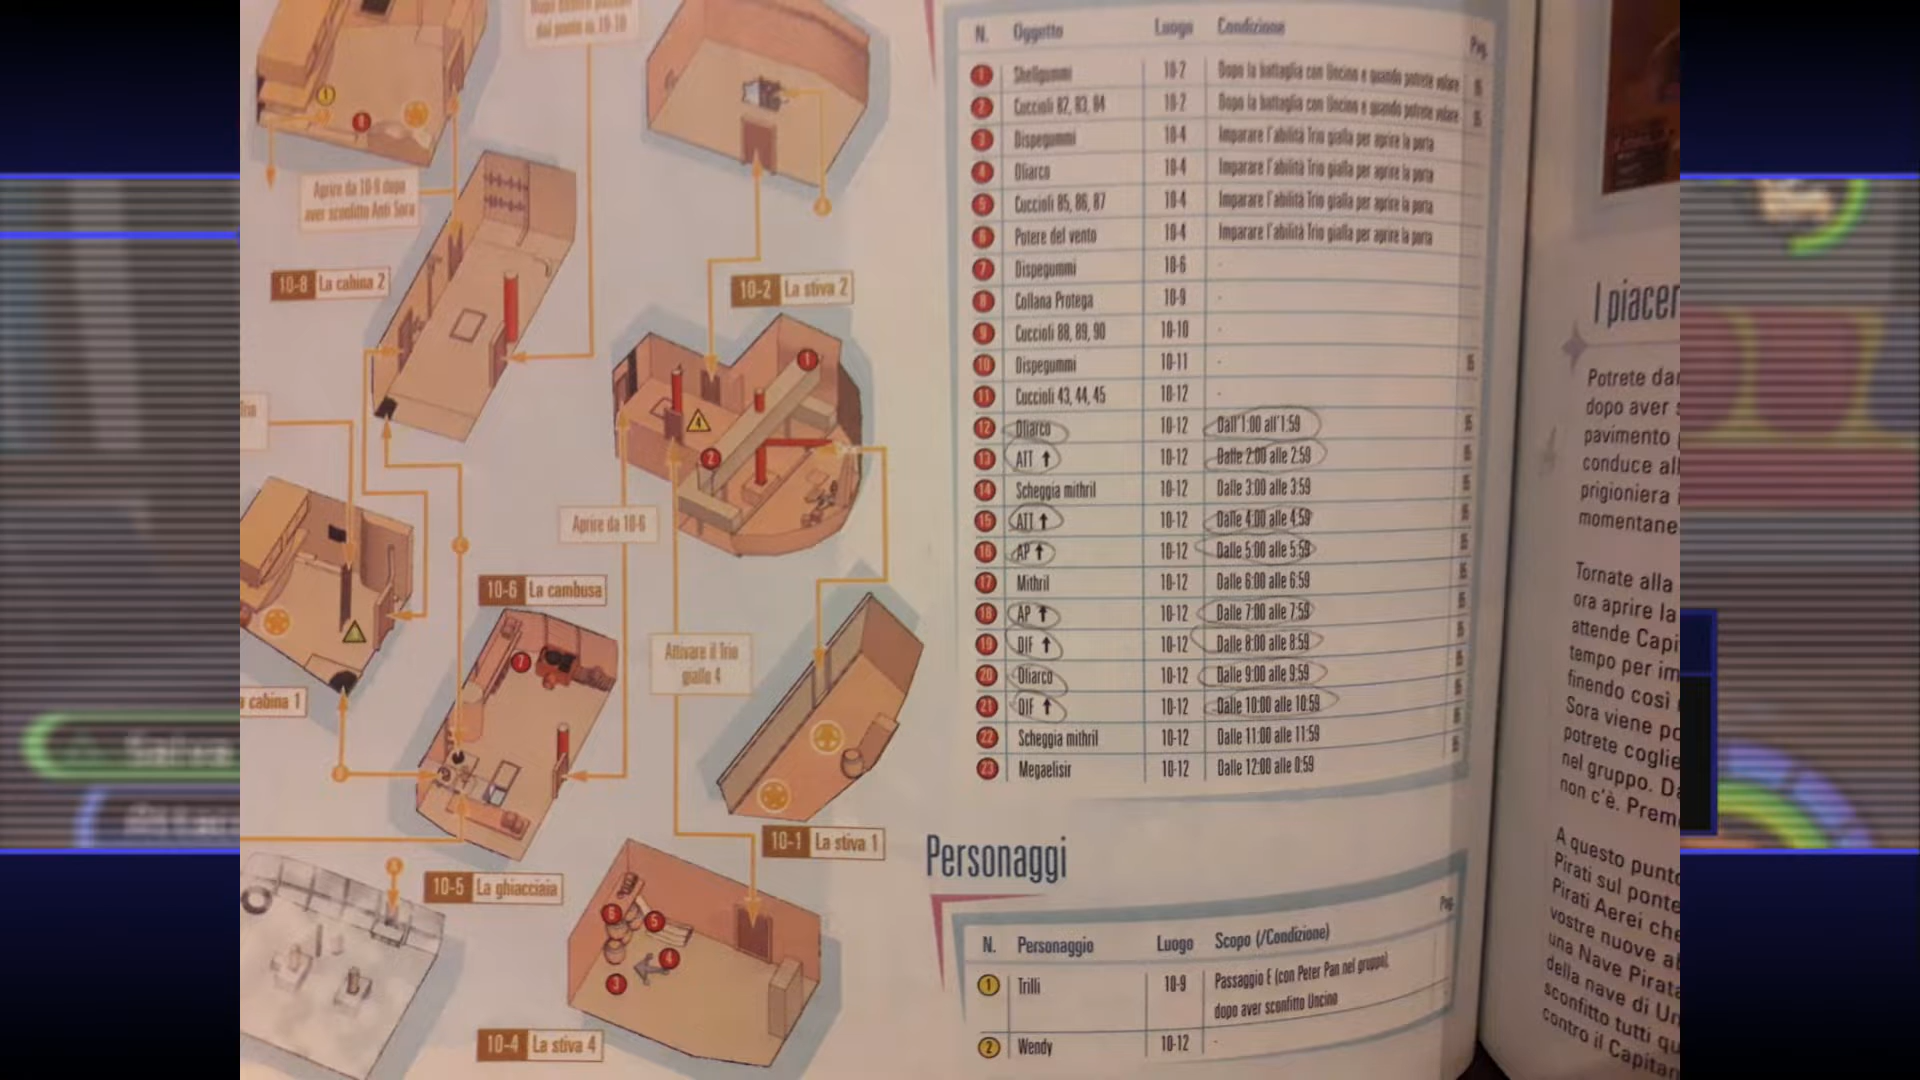 dal punto m 10-10
Aprire da 10-9 dopo
aver sconfitto Anti Sora
10-8 La cabina 2
10-2 La stiva 2
Aprire da 10-6
10-6 La cambusa
Attivare il Trio
giallo 4
cabina 1
10-1 La stiva 1
10-5 La ghiacciaia
10-4 La stiva 4
N. Oggetto Luogo Condizione Pag.
1 Shellgummi 10-2 Dopo la battaglia con Uncino e quando potrete volare
2 Cuccioli 82, 83, 84 10-2 Dopo la battaglia con Uncino e quando potrete volare
3 Dispegummi 10-4 Imparare l'abilità Trio gialla per aprire la porta
4 Oliarco 10-4 Imparare l'abilità Trio gialla per aprire la porta
5 Cuccioli 85, 86, 87 10-4 Imparare l'abilità Trio gialla per aprire la porta
6 Potere del vento 10-4 Imparare l'abilità Trio gialla per aprire la porta
7 Dispegummi 10-6 -
8 Collana Protega 10-9 -
9 Cuccioli 88, 89, 90 10-10 -
10 Dispegummi 10-11 -
11 Cuccioli 43, 44, 45 10-12 -
12 Oliarco 10-12 Dall'1:00 all'1:59
13 ATT ↑ 10-12 Dalle 2:00 alle 2:59
14 Scheggia mithril 10-12 Dalle 3:00 alle 3:59
15 ATT ↑ 10-12 Dalle 4:00 alle 4:59
16 AP ↑ 10-12 Dalle 5:00 alle 5:59
17 Mithril 10-12 Dalle 6:00 alle 6:59
18 AP ↑ 10-12 Dalle 7:00 alle 7:59
19 DIF ↑ 10-12 Dalle 8:00 alle 8:59
20 Oliarco 10-12 Dalle 9:00 alle 9:59
21 DIF ↑ 10-12 Dalle 10:00 alle 10:59
22 Scheggia mithril 10-12 Dalle 11:00 alle 11:59
23 Megaelisir 10-12 Dalle 12:00 alle 0:59
Personaggi
N. Personaggio Luogo Scopo (/Condizione) Pag.
1 Trilli 10-9 Passaggio E (con Peter Pan nel gruppo),
dopo aver sconfitto Uncino
2 Wendy 10-12 -
I piacer
Potrete dar
dopo aver s
pavimento
conduce all
prigioniera
momentane
Tornate alla
ora aprire la
attende Capi
tempo per im
finendo così
Sora viene po
potrete coglie
nel gruppo. Da
non c'è. Prem
A questo punto
Pirati sul ponte
Pirati Aerei che
vostre nuove ab
una Nave Pirata
della nave di Un
sconfitto tutti qu
contro il Capitan
Salva
Attacc